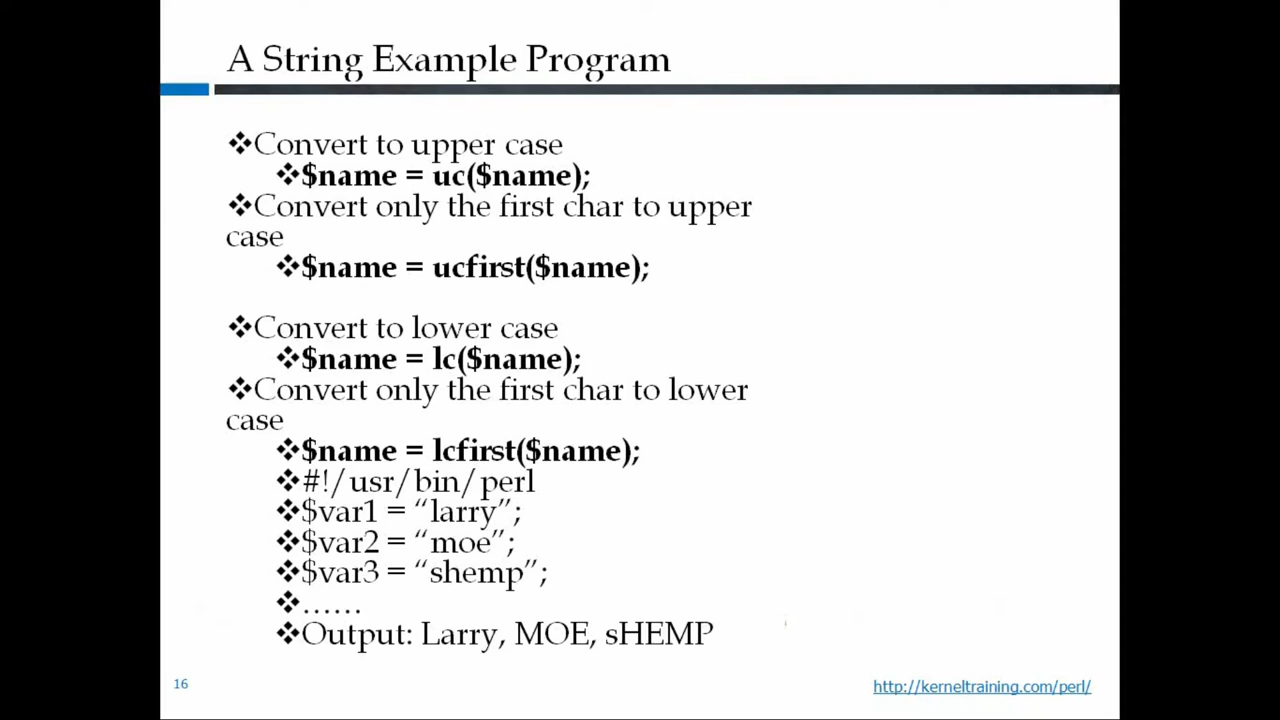 A String Example Program
❖Convert to upper case
❖$name = uc($name);
❖Convert only the first char to upper
case
❖$name = ucfirst($name);
❖Convert to lower case
❖$name = lc($name);
❖Convert only the first char to lower
case
❖$name = lcfirst($name);
❖#!/usr/bin/perl
❖$var1 = “larry”;
❖$var2 = “moe”;
❖$var3 = “shemp”;
❖……
❖Output: Larry, MOE, sHEMP
16
http://kerneltraining.com/perl/